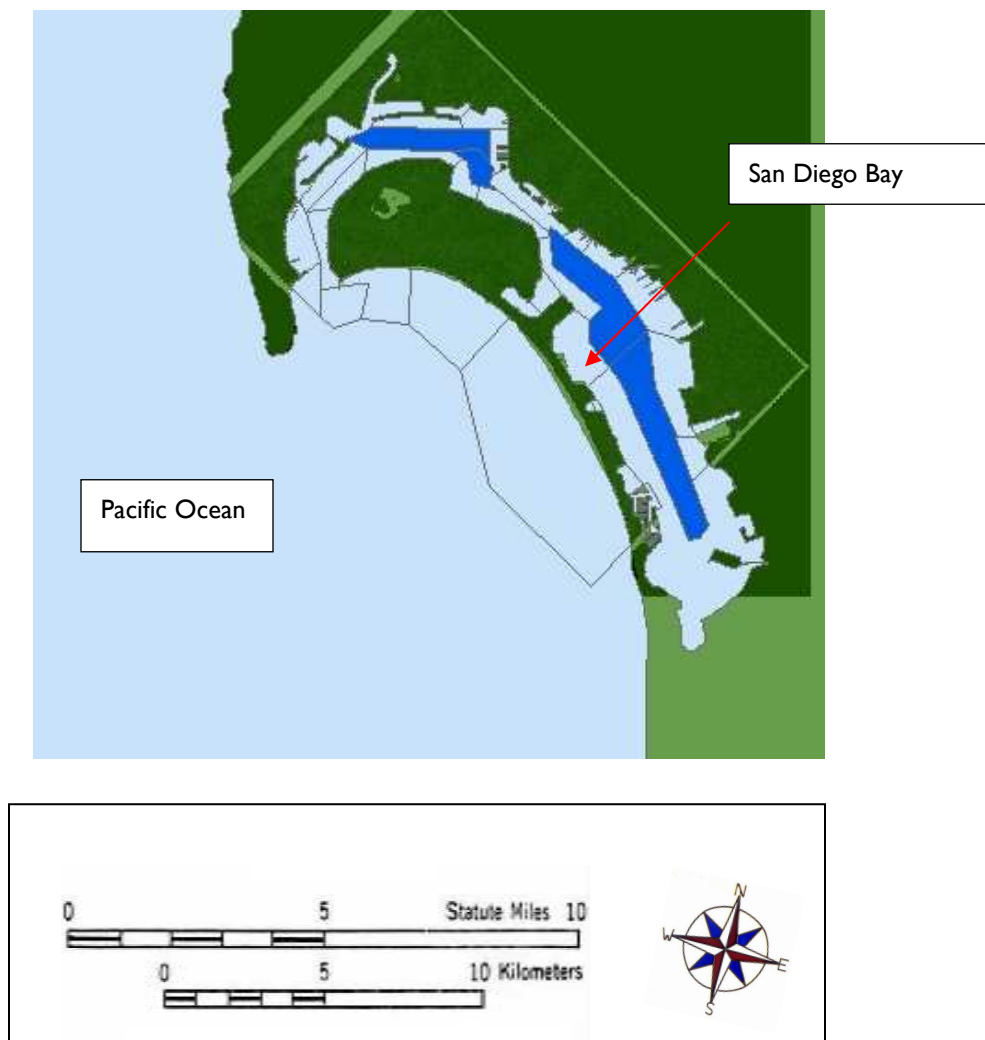 San Diego Bay
Pacific Ocean
0 5 Statute Miles 10
0 5 10 Kilometers
N
W
E
S